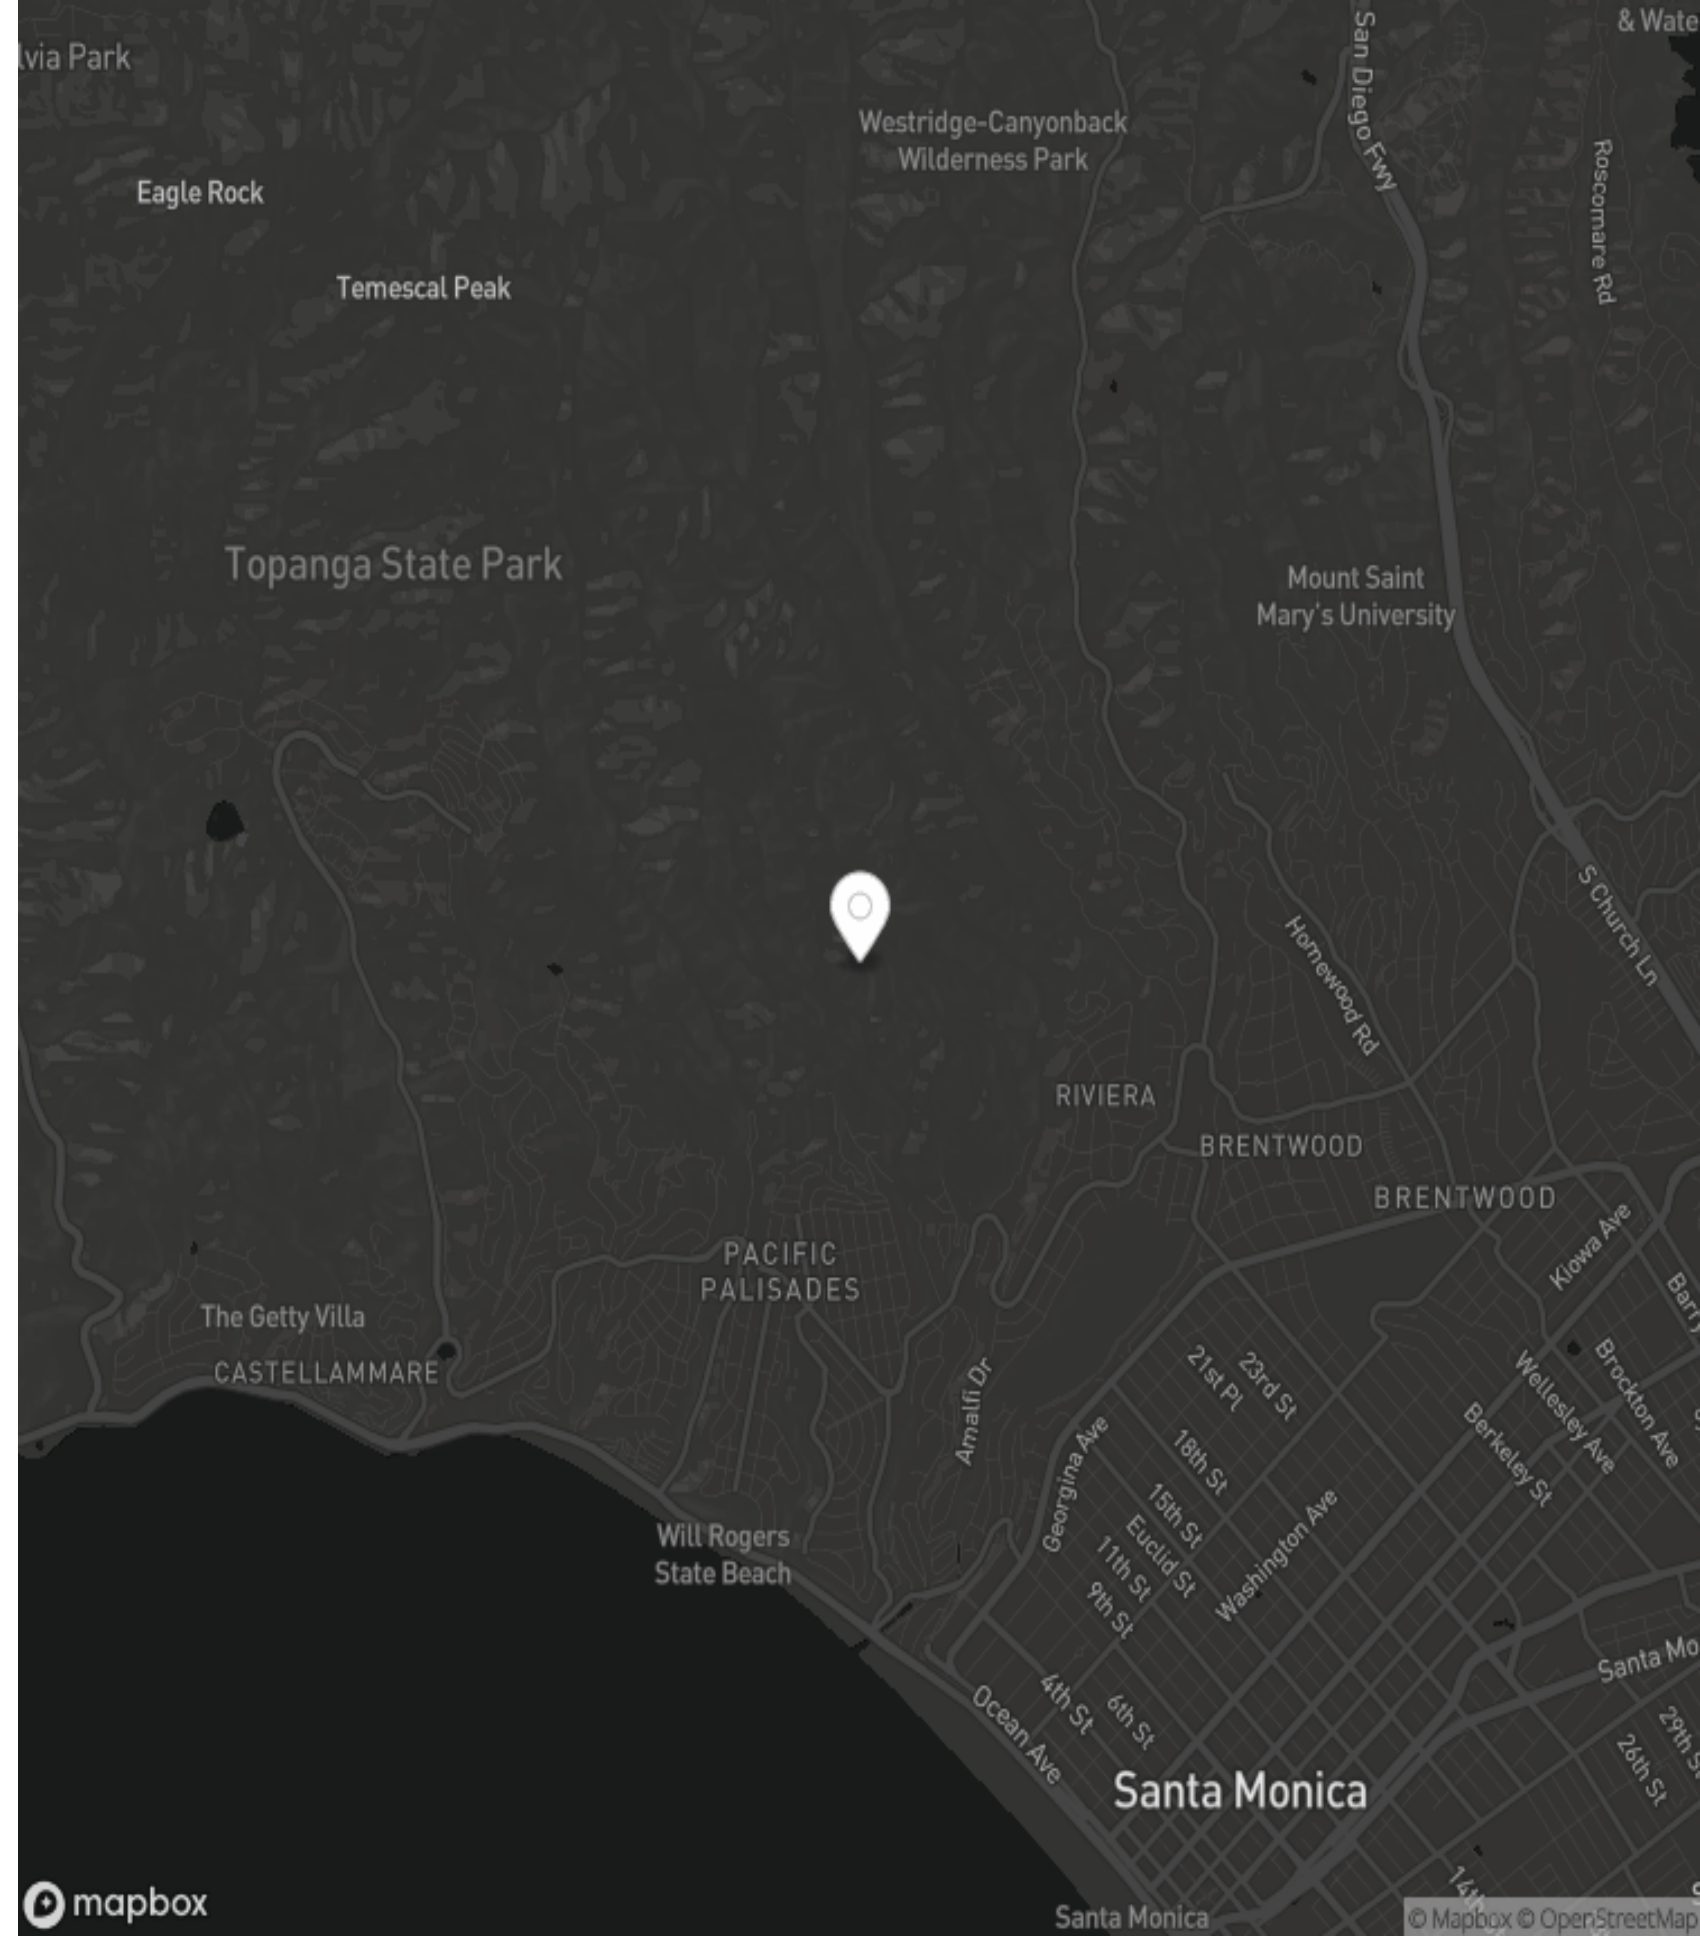 & Wate
lvia Park
San Diego Fwy
Westridge-Canyonback
Wilderness Park
Roscomare Rd
Eagle Rock
Temescal Peak
Topanga State Park
Mount Saint
Mary's University
S Church Ln
Homewood Rd
RIVIERA
BRENTWOOD
BRENTWOOD
Kiowa Ave
PACIFIC
PALISADES
Barry
The Getty Villa
CASTELLAMMARE
Amalfi Dr
21st Pl
23rd St
Wellesley Ave
Brockton Ave
Berkeley St
Georgina Ave
18th St
15th St
Euclid St
11th St
9th St
Washington Ave
Will Rogers
State Beach
Santa Mo
4th St
6th St
Ocean Ave
29th S
26th St
Santa Monica
14th
mapbox
Santa Monica
© Mapbox © OpenStreetMap